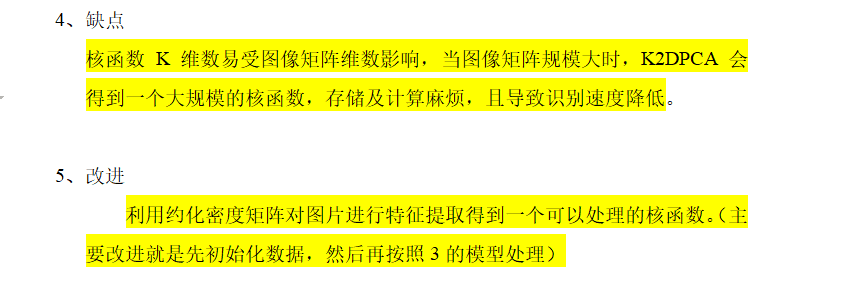 4、缺点
核函数 K 维数易受图像矩阵维数影响，当图像矩阵规模大时，K2DPCA 会
得到一个大规模的核函数，存储及计算麻烦，且导致识别速度降低。
5、改进
利用约化密度矩阵对图片进行特征提取得到一个可以处理的核函数。（主
要改进就是先初始化数据，然后再按照 3 的模型处理）